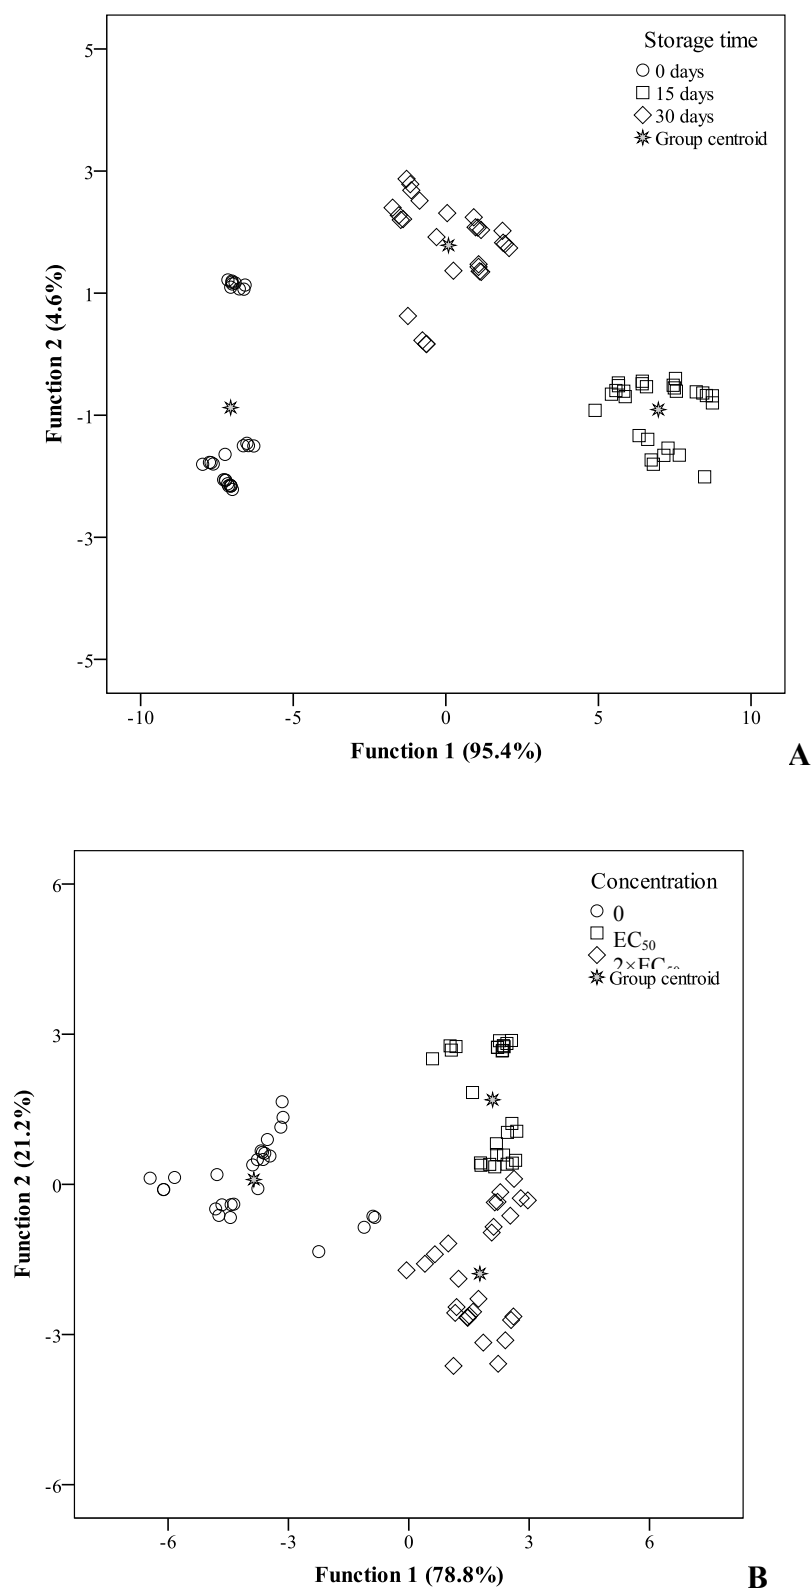 Storage time
0 days
15 days
30 days
Group centroid
5
3
1
-1
-3
-5
Function 2 (4.6%)
-10 -5 0 5 10
Function 1 (95.4%)
A
Concentration
0
EC₅₀
2×EC₅₀
Group centroid
6
3
0
-3
-6
Function 2 (21.2%)
-6 -3 0 3 6
Function 1 (78.8%)
B